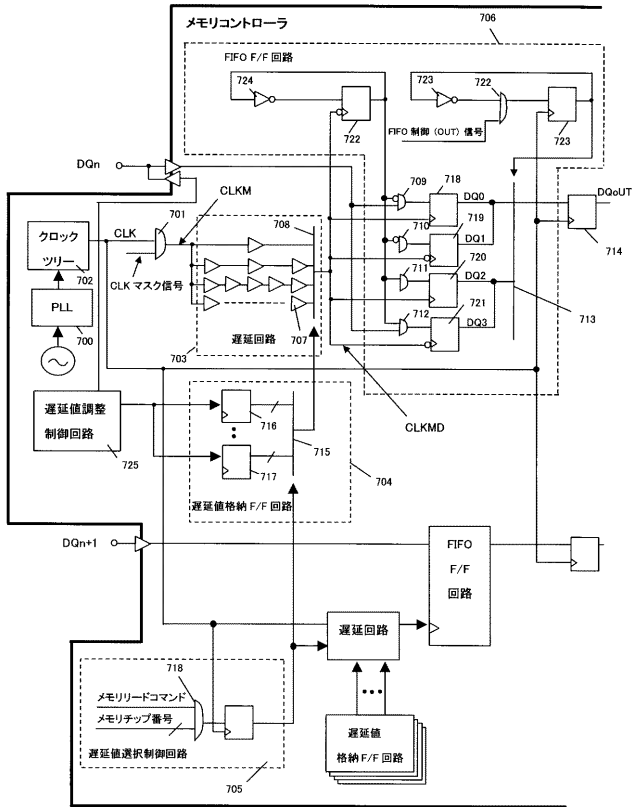 メモリコントローラ
706
FIFO F/F 回路
724
722
723
722
FIFO 制御 (OUT) 信号
723
DQn
709
718
DQ0
DQoUT
710
719
DQ1
714
711
720
DQ2
712
721
DQ3
713
クロック
ツリー
702
CLK
701
CLKM
CLKマスク信号
708
PLL
700
707
遅延回路
703
CLKMD
遅延値調整
制御回路
725
716
715
717
704
遅延値格納F/F 回路
DQn+1
FIFO
F/F
回路
遅延回路
718
メモリリードコマンド
メモリチップ番号
遅延値選択制御回路
705
遅延値
格納F/F 回路